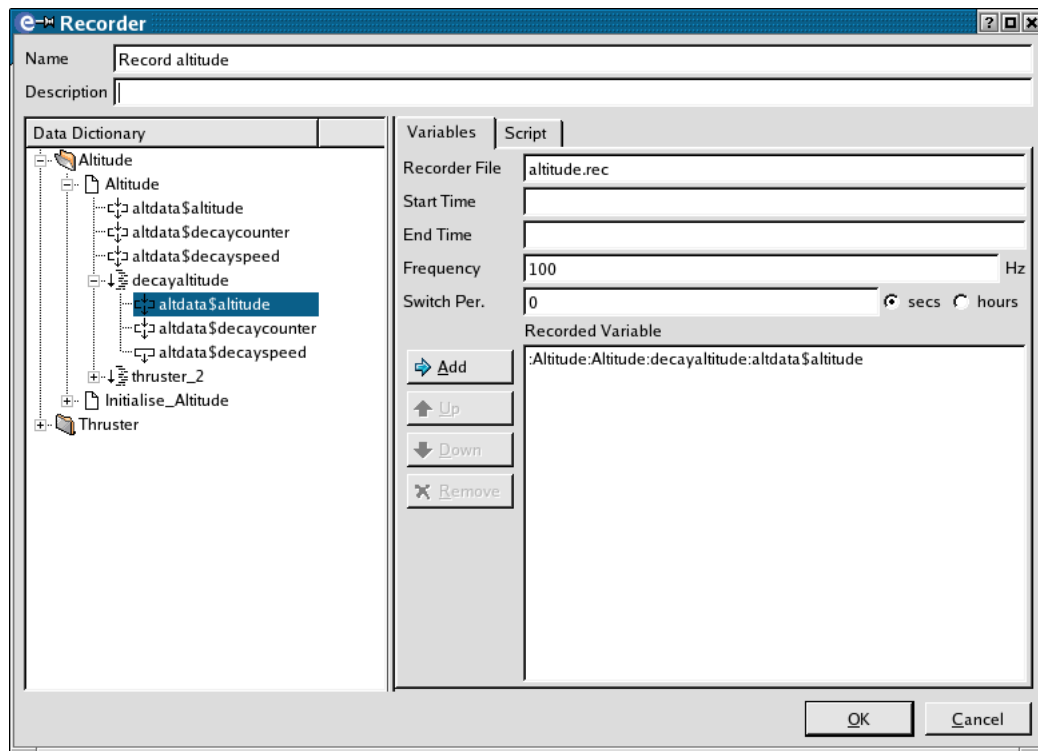 Recorder
Name Record altitude
Description
Data Dictionary
Altitude
Altitude
altdata$altitude
altdata$decaycounter
altdata$decayspeed
decayaltitude
altdata$altitude
altdata$decaycounter
altdata$decayspeed
thruster_2
Initialise_Altitude
Thruster
Variables Script
Recorder File altitude.rec
Start Time
End Time
Frequency 100 Hz
Switch Per. 0 secs hours
Recorded Variable
:Altitude:Altitude:decayaltitude:altdata$altitude
Add
Up
Down
Remove
OK Cancel